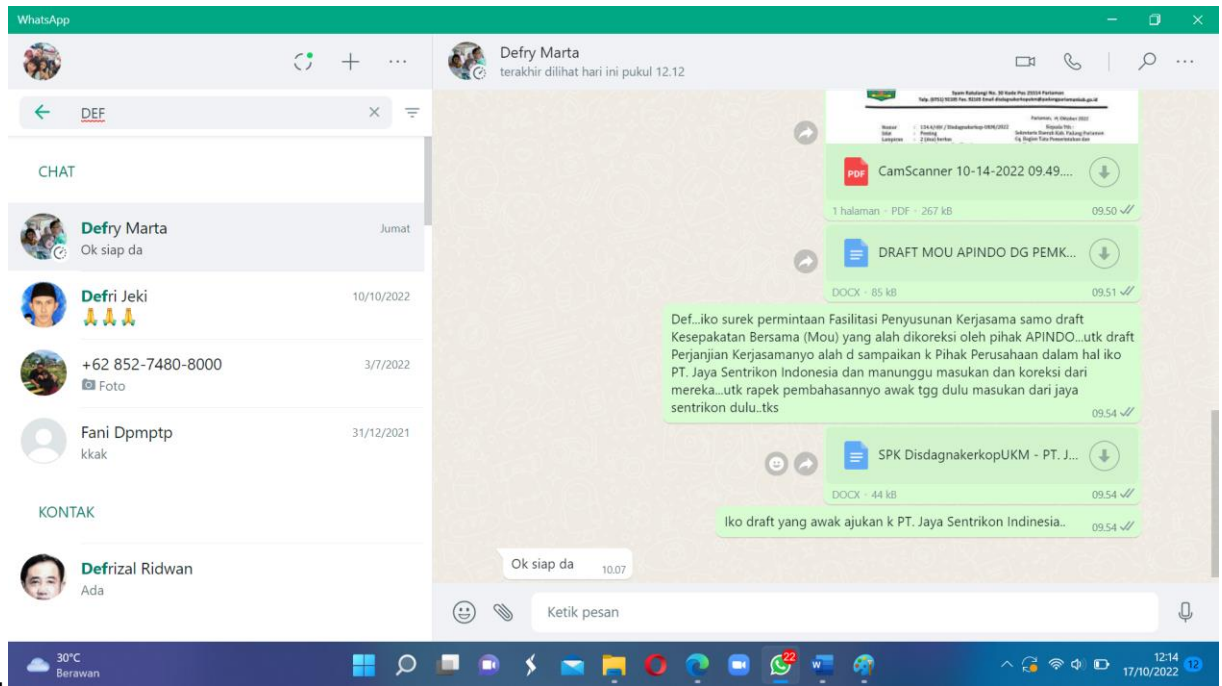 WhatsApp
DEF
CHAT
Defry Marta
Jumat
Ok siap da
Defri Jeki
10/10/2022
🙏🙏🙏
+62 852-7480-8000
3/7/2022
Foto
Fani Dpmptp
31/12/2021
kkak
KONTAK
Defrizal Ridwan
Ada
Defry Marta
terakhir dilihat hari ini pukul 12.12
PDF
CamScanner 10-14-2022 09.49....
1 halaman · PDF · 267 kB
09.50
DRAFT MOU APINDO DG PEMK...
DOCX · 85 kB
09.51
Def...iko surek permintaan Fasilitasi Penyusunan Kerjasama samo draft
Kesepakatan Bersama (Mou) yang alah dikoreksi oleh pihak APINDO...utk draft
Perjanjian Kerjasamanyo alah d sampaikan k Pihak Perusahaan dalam hal iko
PT. Jaya Sentrikon Indonesia dan manunggu masukan dan koreksi dari
mereka...utk rapek pembahasannyo awak tgg dulu masukan dari jaya
sentrikon dulu..tks
09.54
SPK DisdagnakerkopUKM - PT. J...
DOCX · 44 kB
09.54
Iko draft yang awak ajukan k PT. Jaya Sentrikon Indinesia..
09.54
Ok siap da
10.07
Ketik pesan
30°C
Berawan
22
12:14
17/10/2022
12